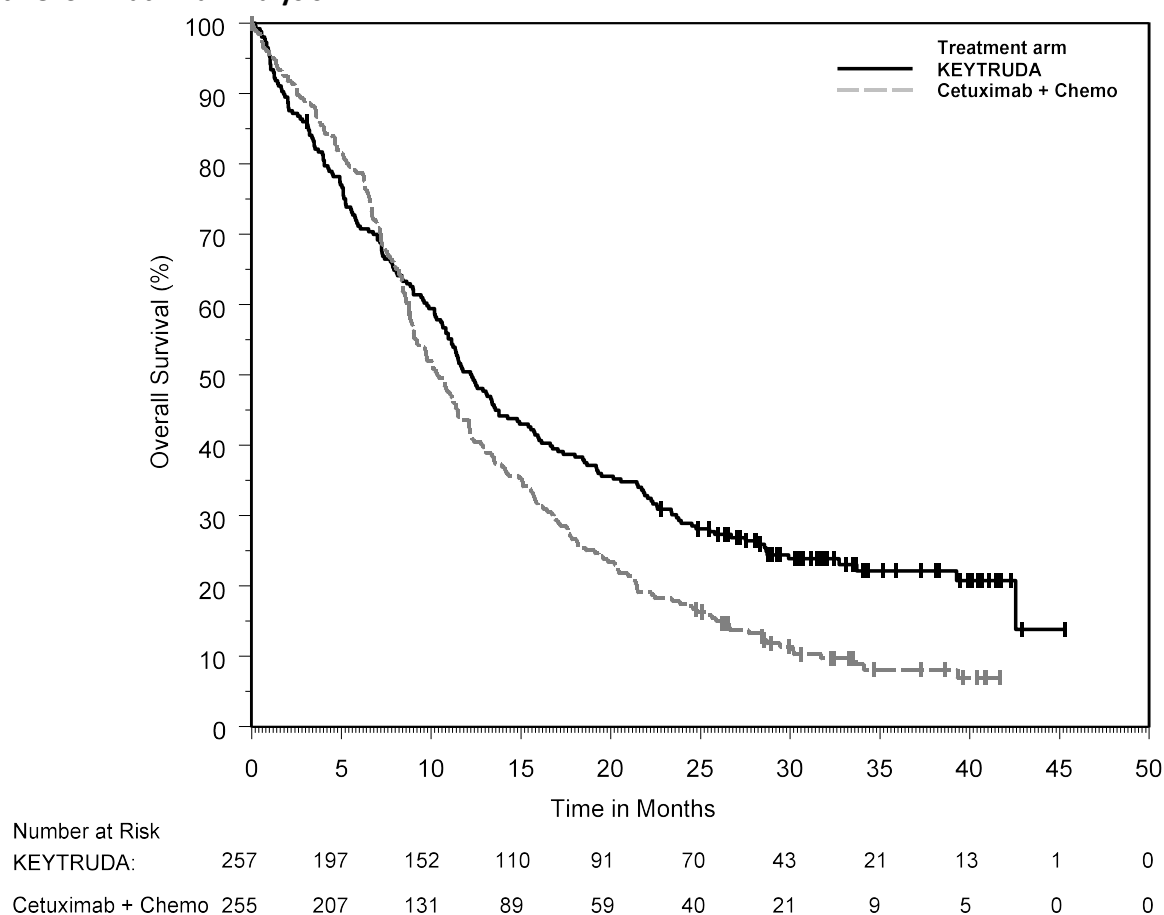 Treatment arm
KEYTRUDA
Cetuximab + Chemo
Overall Survival (%)
100
90
80
70
60
50
40
30
20
10
0
0 5 10 15 20 25 30 35 40 45 50
Time in Months
Number at Risk
KEYTRUDA: 257 197 152 110 91 70 43 21 13 1 0
Cetuximab + Chemo 255 207 131 89 59 40 21 9 5 0 0